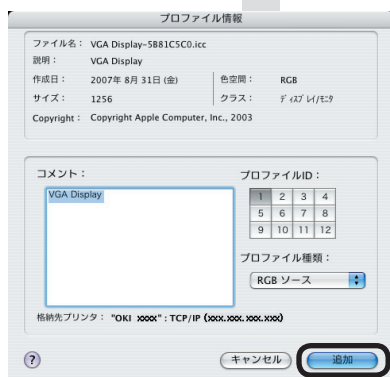 プロファイル情報
ファイル名： VGA Display-5B81C5C0.icc
説明： VGA Display
作成日： 2007年 8月 31日 (金) 色空間： RGB
サイズ： 1256 クラス： ﾃﾞｨｽﾌﾟﾚｲ/ﾓﾆﾀ
Copyright： Copyright Apple Computer, Inc., 2003
コメント：
VGA Display
プロファイルID：
1 2 3 4
5 6 7 8
9 10 11 12
プロファイル種類：
RGB ソース
格納先プリンタ： "OKI xxxx" : TCP/IP (xxx.xxx.xxx.xxx)
? キャンセル 追加